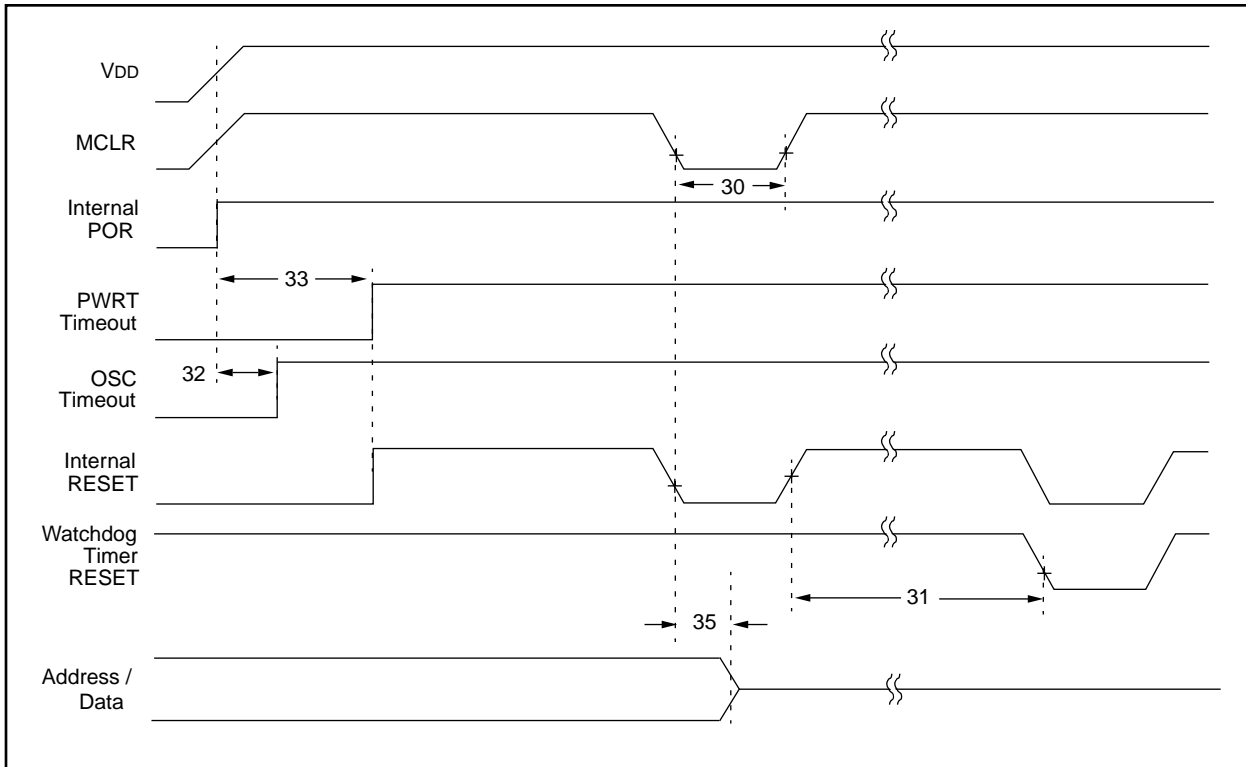 VDD
MCLR
30
Internal
POR
33
PWRT
Timeout
32
OSC
Timeout
Internal
RESET
Watchdog
Timer
RESET
31
35
Address /
Data